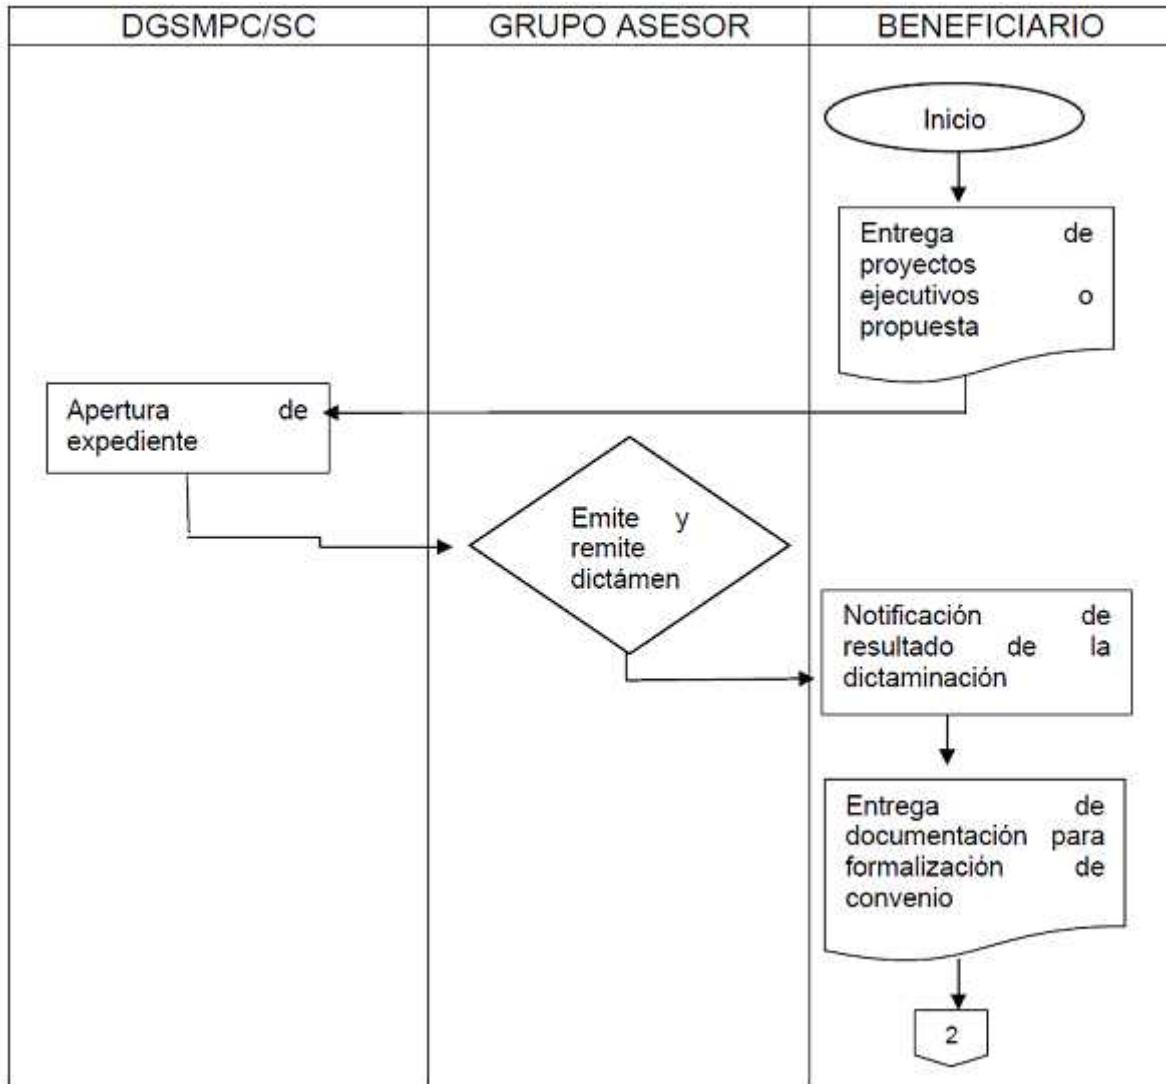 DGSMPC/SC
GRUPO ASESOR
BENEFICIARIO
Inicio
Entrega de
proyectos
ejecutivos o
propuesta
Apertura de
expediente
Emite y
remite
dictámen
Notificación de
resultado de la
dictaminación
Entrega de
documentación para
formalización de
convenio
2